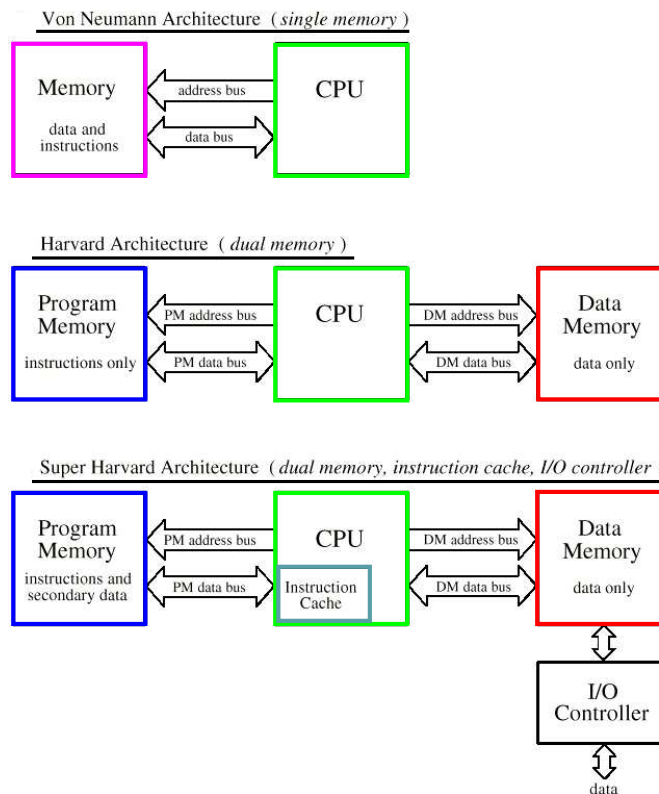 Von Neumann Architecture ( single memory )
Memory
data and
instructions
address bus
data bus
CPU
Harvard Architecture ( dual memory )
Program
Memory
instructions only
PM address bus
PM data bus
CPU
DM address bus
DM data bus
Data
Memory
data only
Super Harvard Architecture ( dual memory, instruction cache, I/O controller
Program
Memory
instructions and
secondary data
PM address bus
PM data bus
CPU
Instruction
Cache
DM address bus
DM data bus
Data
Memory
data only
I/O
Controller
data